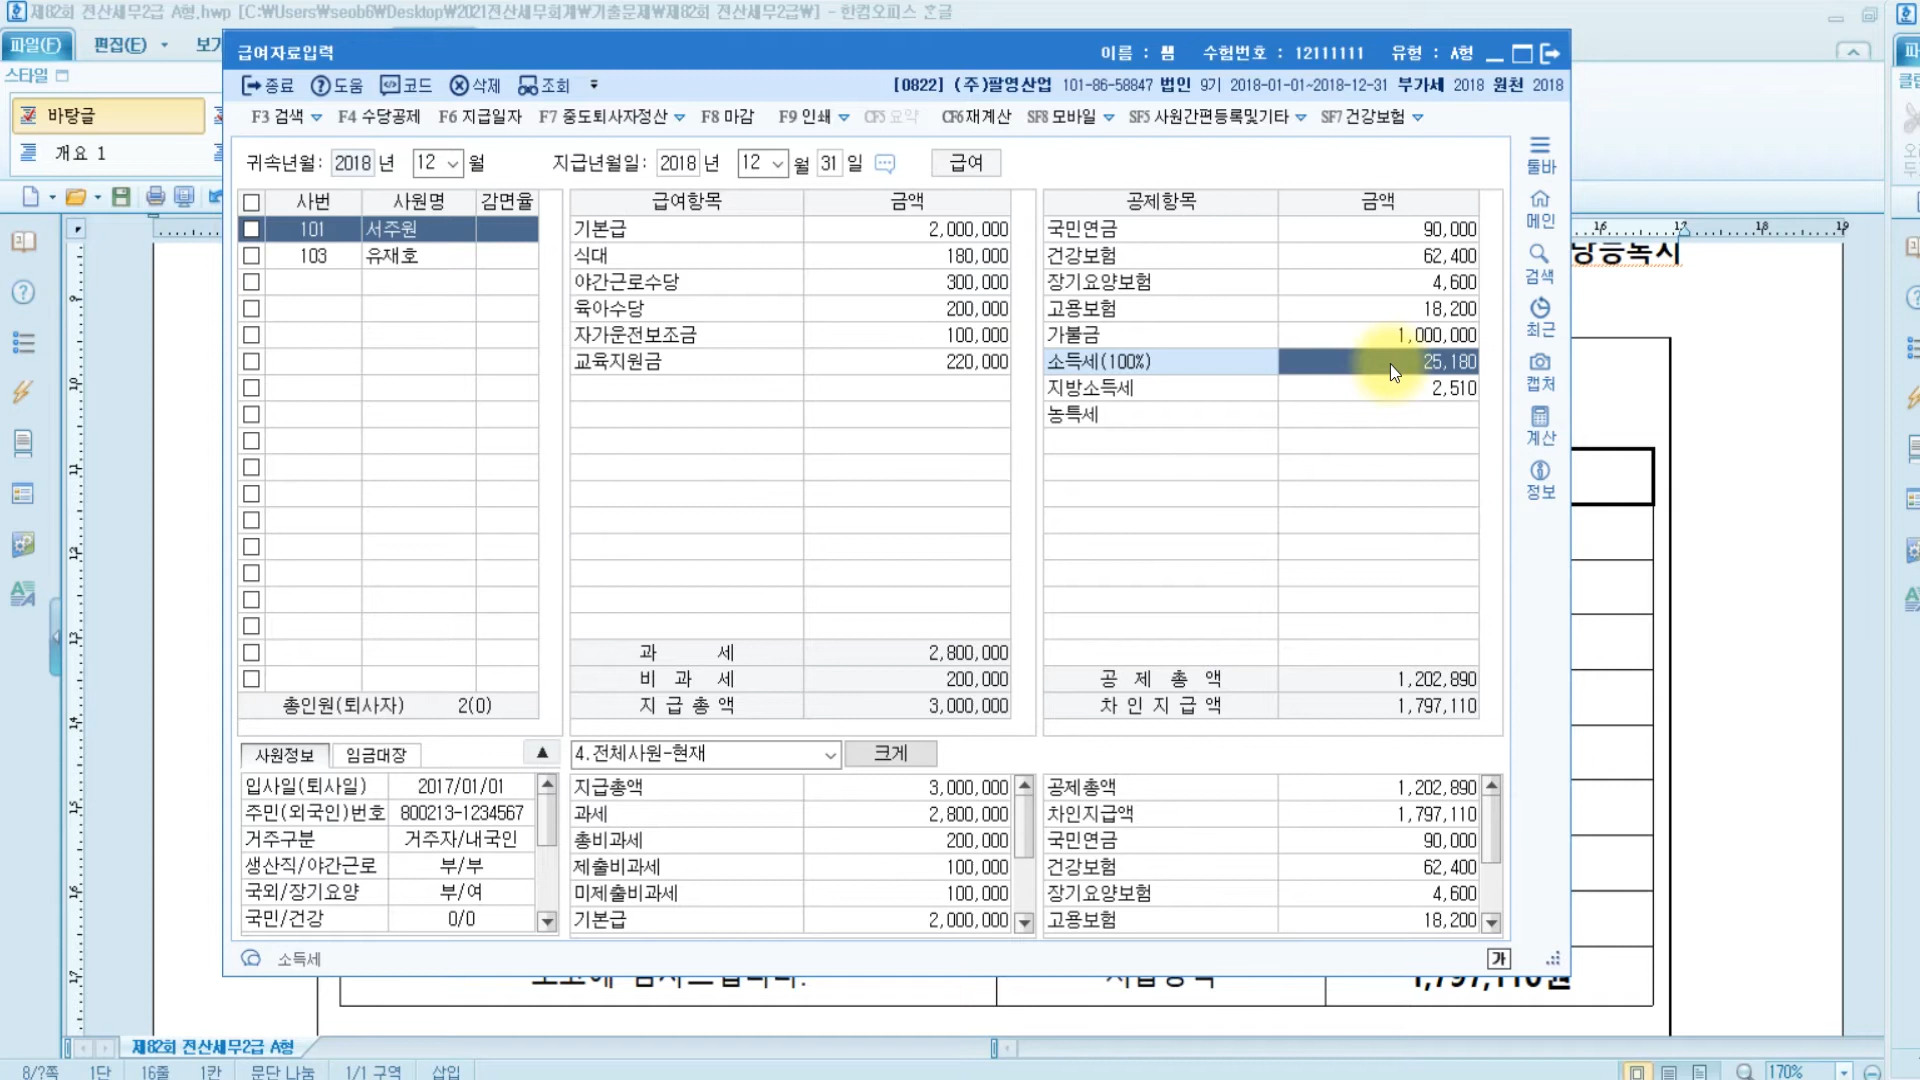 제82회 전산세무2급 A형.hwp [C:\Users\seob6\Desktop\2021전산세무회계\기출문제\제82회 전산세무2급\] - 한컴오피스 한글
파일(F) 편집(E) 보기
스타일
바탕글
개요 1
급여자료입력 이름 : 쌤 수험번호 : 12111111 유형 : A형
종료 도움 코드 삭제 조회 [0822] (주)팔영산업 101-86-58847 법인 9기 2018-01-01~2018-12-31 부가세 2018 원천 2018
F3 검색 F4 수당공제 F6 지급일자 F7 중도퇴사자정산 F8 마감 F9 인쇄 CF5 요약 CF6재계산 SF8 모바일 SF5 사원간편등록및기타 SF7 건강보험
귀속년월: 2018 년 12 월 지급년월일: 2018 년 12 월 31 일 급여
사번 사원명 감면율 급여항목 금액 공제항목 금액
101 서주원 기본급 2,000,000 국민연금 90,000
103 유재호 식대 180,000 건강보험 62,400
야간근로수당 300,000 장기요양보험 4,600
육아수당 200,000 고용보험 18,200
자가운전보조금 100,000 가불금 1,000,000
교육지원금 220,000 소득세(100%) 25,180
지방소득세 2,510
농특세
과 세 2,800,000
비 과 세 200,000 공 제 총 액 1,202,890
총인원(퇴사자) 2(0) 지 급 총 액 3,000,000 차 인 지 급 액 1,797,110
사원정보 임금대장 ▲ 4.전체사원-현재 크게
입사일(퇴사일) 2017/01/01 지급총액 3,000,000 공제총액 1,202,890
주민(외국인)번호 800213-1234567 과세 2,800,000 차인지급액 1,797,110
거주구분 거주자/내국인 총비과세 200,000 국민연금 90,000
생산직/야간근로 부/부 제출비과세 100,000 건강보험 62,400
국외/장기요양 부/여 미제출비과세 100,000 장기요양보험 4,600
국민/건강 0/0 기본급 2,000,000 고용보험 18,200
소득세 가
툴바
메인
검색
최근
캡처
계산
정보
16 17 18 19
9
10
11
12
13
14
15
16
17
1,797,110원
제82회 전산세무2급 A형
8/?쪽 1단 16줄 1칸 문단 나눔 1/1 구역 삽입 170%